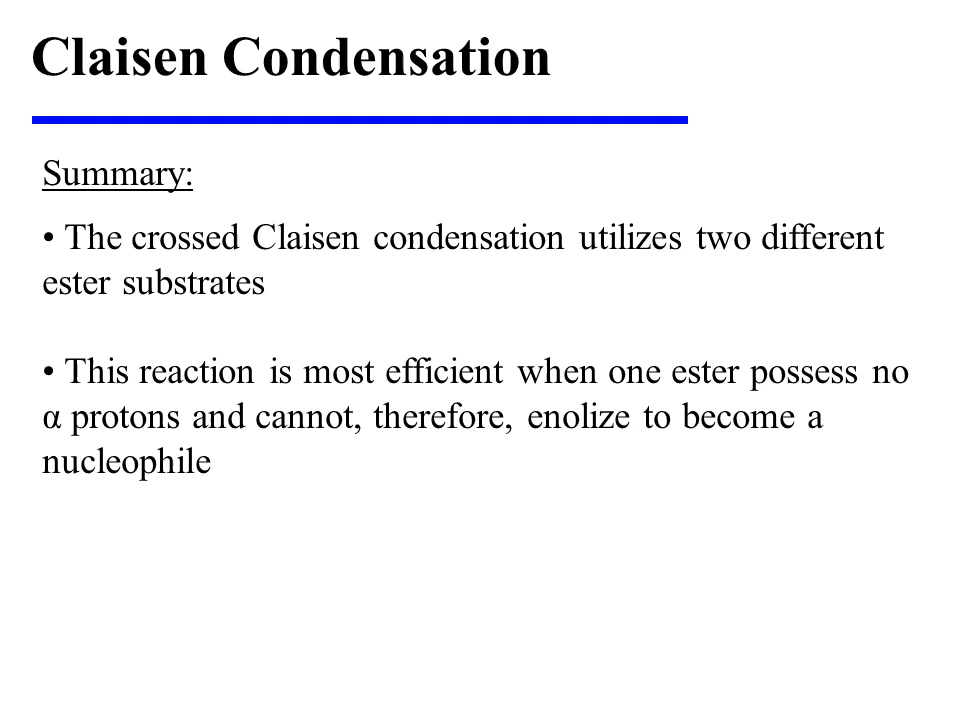 Claisen Condensation
Summary:
• The crossed Claisen condensation utilizes two different
ester substrates
• This reaction is most efficient when one ester possess no
α protons and cannot, therefore, enolize to become a
nucleophile